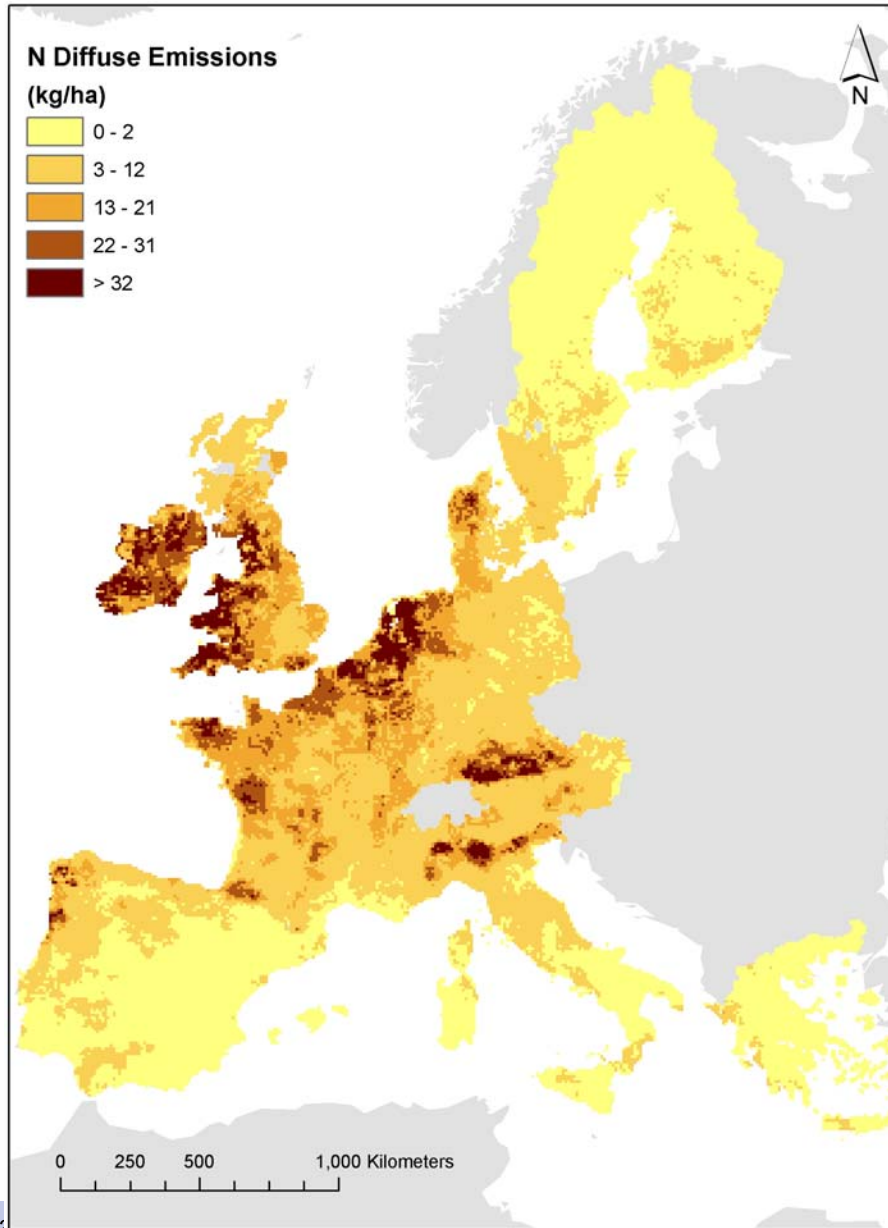 N Diffuse Emissions
(kg/ha)
0 - 2
3 - 12
13 - 21
22 - 31
> 32
N
0 250 500 1,000 Kilometers